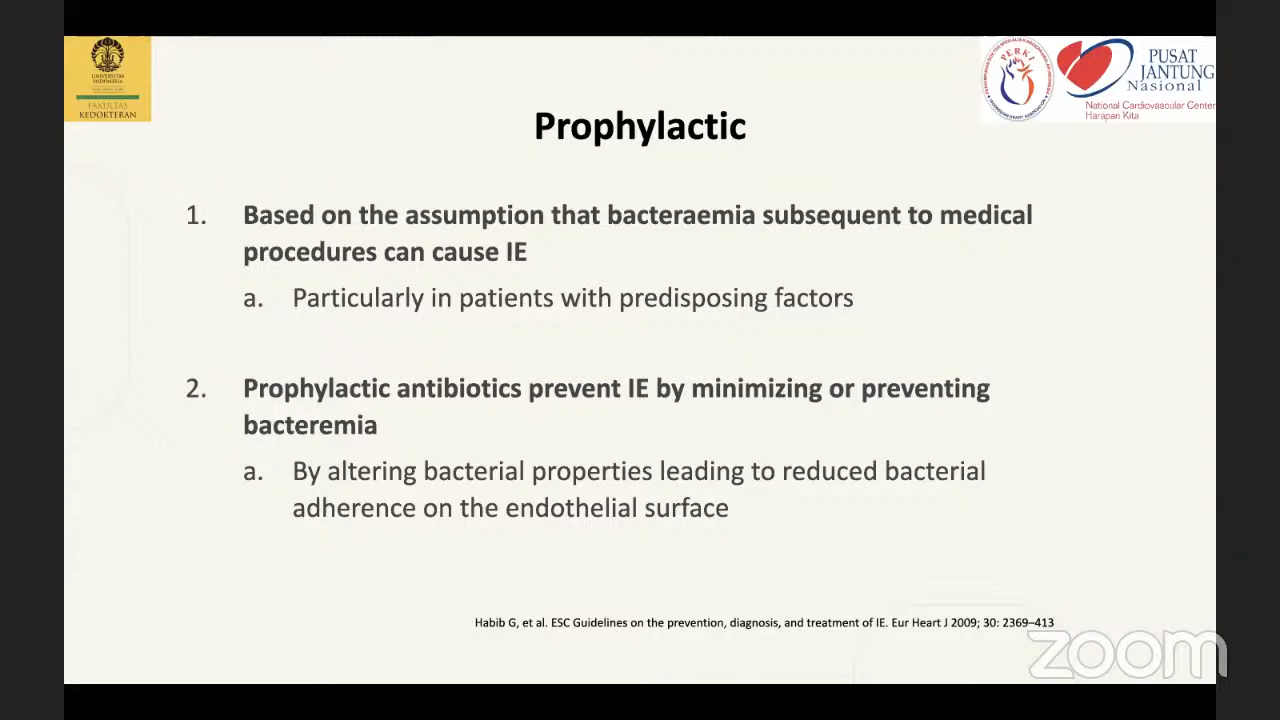 UNIVERSITAS
INDONESIA
FAKULTAS
KEDOKTERAN
PERKI
PUSAT
JANTUNG
Nasional
National Cardiovascular Center
Harapan Kita
Prophylactic
1. Based on the assumption that bacteraemia subsequent to medical
procedures can cause IE
a. Particularly in patients with predisposing factors
2. Prophylactic antibiotics prevent IE by minimizing or preventing
bacteremia
a. By altering bacterial properties leading to reduced bacterial
adherence on the endothelial surface
Habib G, et al. ESC Guidelines on the prevention, diagnosis, and treatment of IE. Eur Heart J 2009; 30: 2369–413
zoom